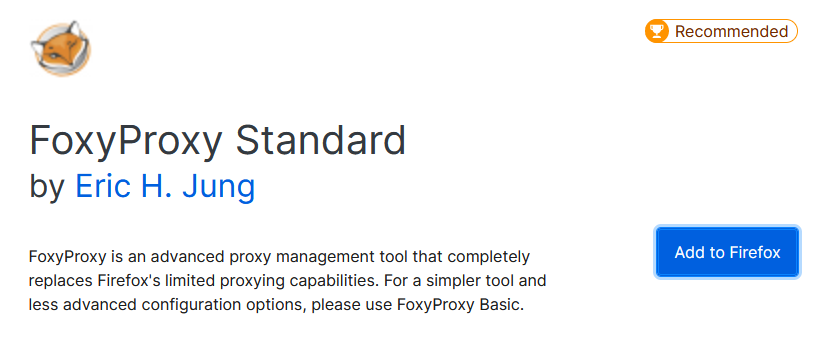 Recommended
FoxyProxy Standard
by Eric H. Jung
FoxyProxy is an advanced proxy management tool that completely
replaces Firefox's limited proxying capabilities. For a simpler tool and
less advanced configuration options, please use FoxyProxy Basic.
Add to Firefox